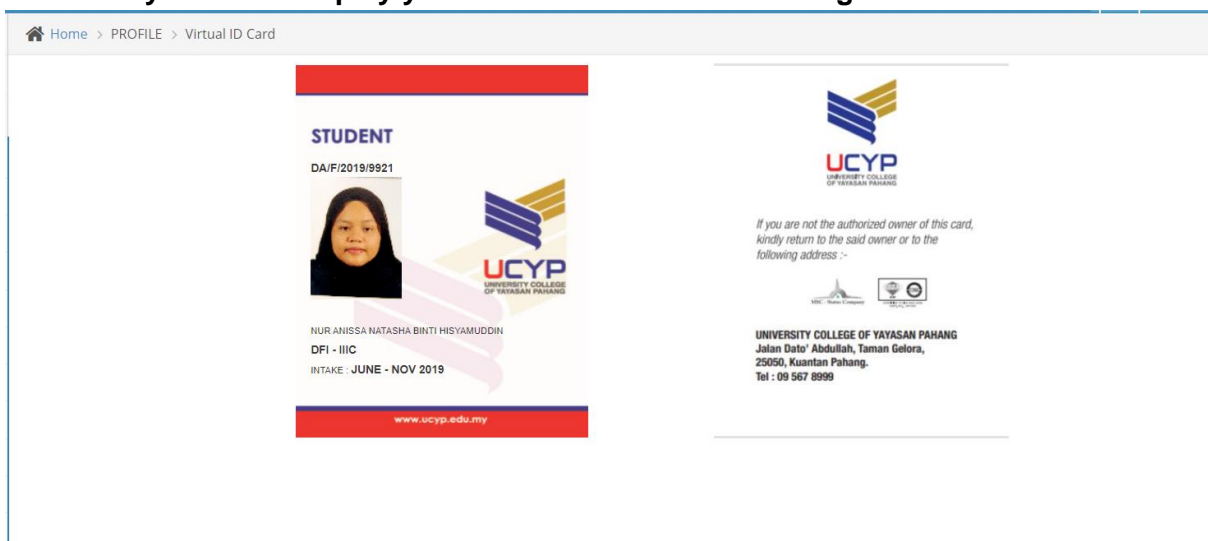 Home > PROFILE > Virtual ID Card
STUDENT
DA/F/2019/9921
UCYP
UNIVERSITY COLLEGE
OF YAYASAN PAHANG
NUR ANISSA NATASHA BINTI HISYAMUDDIN
DFI - IIIC
INTAKE : JUNE - NOV 2019
www.ucyp.edu.my
UCYP
UNIVERSITY COLLEGE
OF YAYASAN PAHANG
If you are not the authorized owner of this card,
kindly return to the said owner or to the
following address :-
MSC Status Company
UNIVERSITY COLLEGE OF YAYASAN PAHANG
Jalan Dato' Abdullah, Taman Gelora,
25050, Kuantan Pahang.
Tel : 09 567 8999